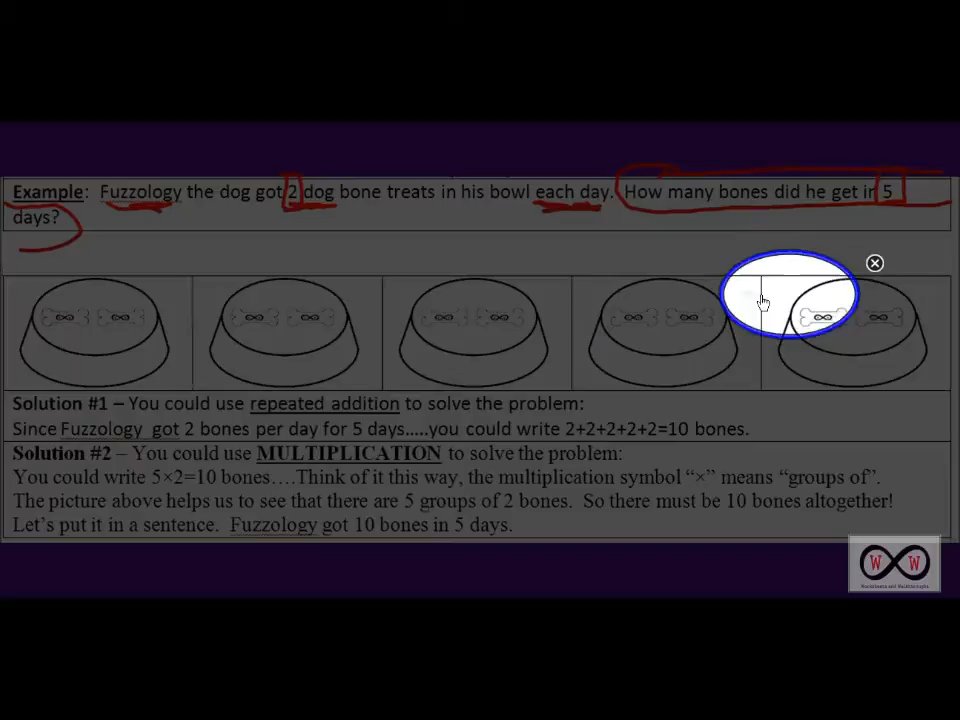 Example: Fuzzology the dog got 2 dog bone treats in his bowl each day. How many bones did he get in 5
days?
Solution #1 – You could use repeated addition to solve the problem:
Since Fuzzology got 2 bones per day for 5 days.....you could write 2+2+2+2+2=10 bones.
Solution #2 – You could use MULTIPLICATION to solve the problem:
You could write 5×2=10 bones....Think of it this way, the multiplication symbol “×” means “groups of”.
The picture above helps us to see that there are 5 groups of 2 bones. So there must be 10 bones altogether!
Let’s put it in a sentence. Fuzzology got 10 bones in 5 days.
W W